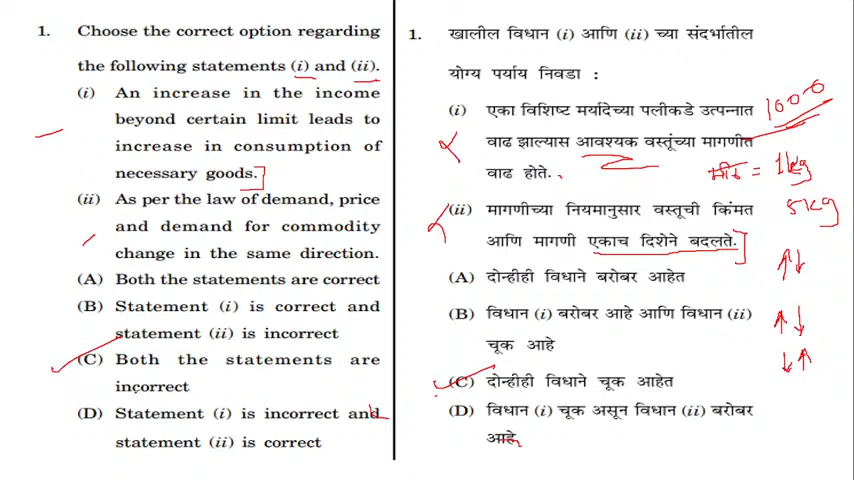 1. Choose the correct option regarding
the following statements (i) and (ii).
(i) An increase in the income
beyond certain limit leads to
increase in consumption of
necessary goods.
(ii) As per the law of demand, price
and demand for commodity
change in the same direction.
(A) Both the statements are correct
(B) Statement (i) is correct and
statement (ii) is incorrect
(C) Both the statements are
incorrect
(D) Statement (i) is incorrect and
statement (ii) is correct
1. खालील विधान (i) आणि (ii) च्या संदर्भातील
योग्य पर्याय निवडा :
(i) एका विशिष्ट मर्यादेच्या पलीकडे उत्पन्नात
वाढ झाल्यास आवश्यक वस्तूंच्या मागणीत
वाढ होते.
(ii) मागणीच्या नियमानुसार वस्तूची किंमत
आणि मागणी एकाच दिशेने बदलते.
(A) दोन्हीही विधाने बरोबर आहेत
(B) विधान (i) बरोबर आहे आणि विधान (ii)
चूक आहे
(C) दोन्हीही विधाने चूक आहेत
(D) विधान (i) चूक असून विधान (ii) बरोबर
आहे
1000
मीठ = 1kg
5kg